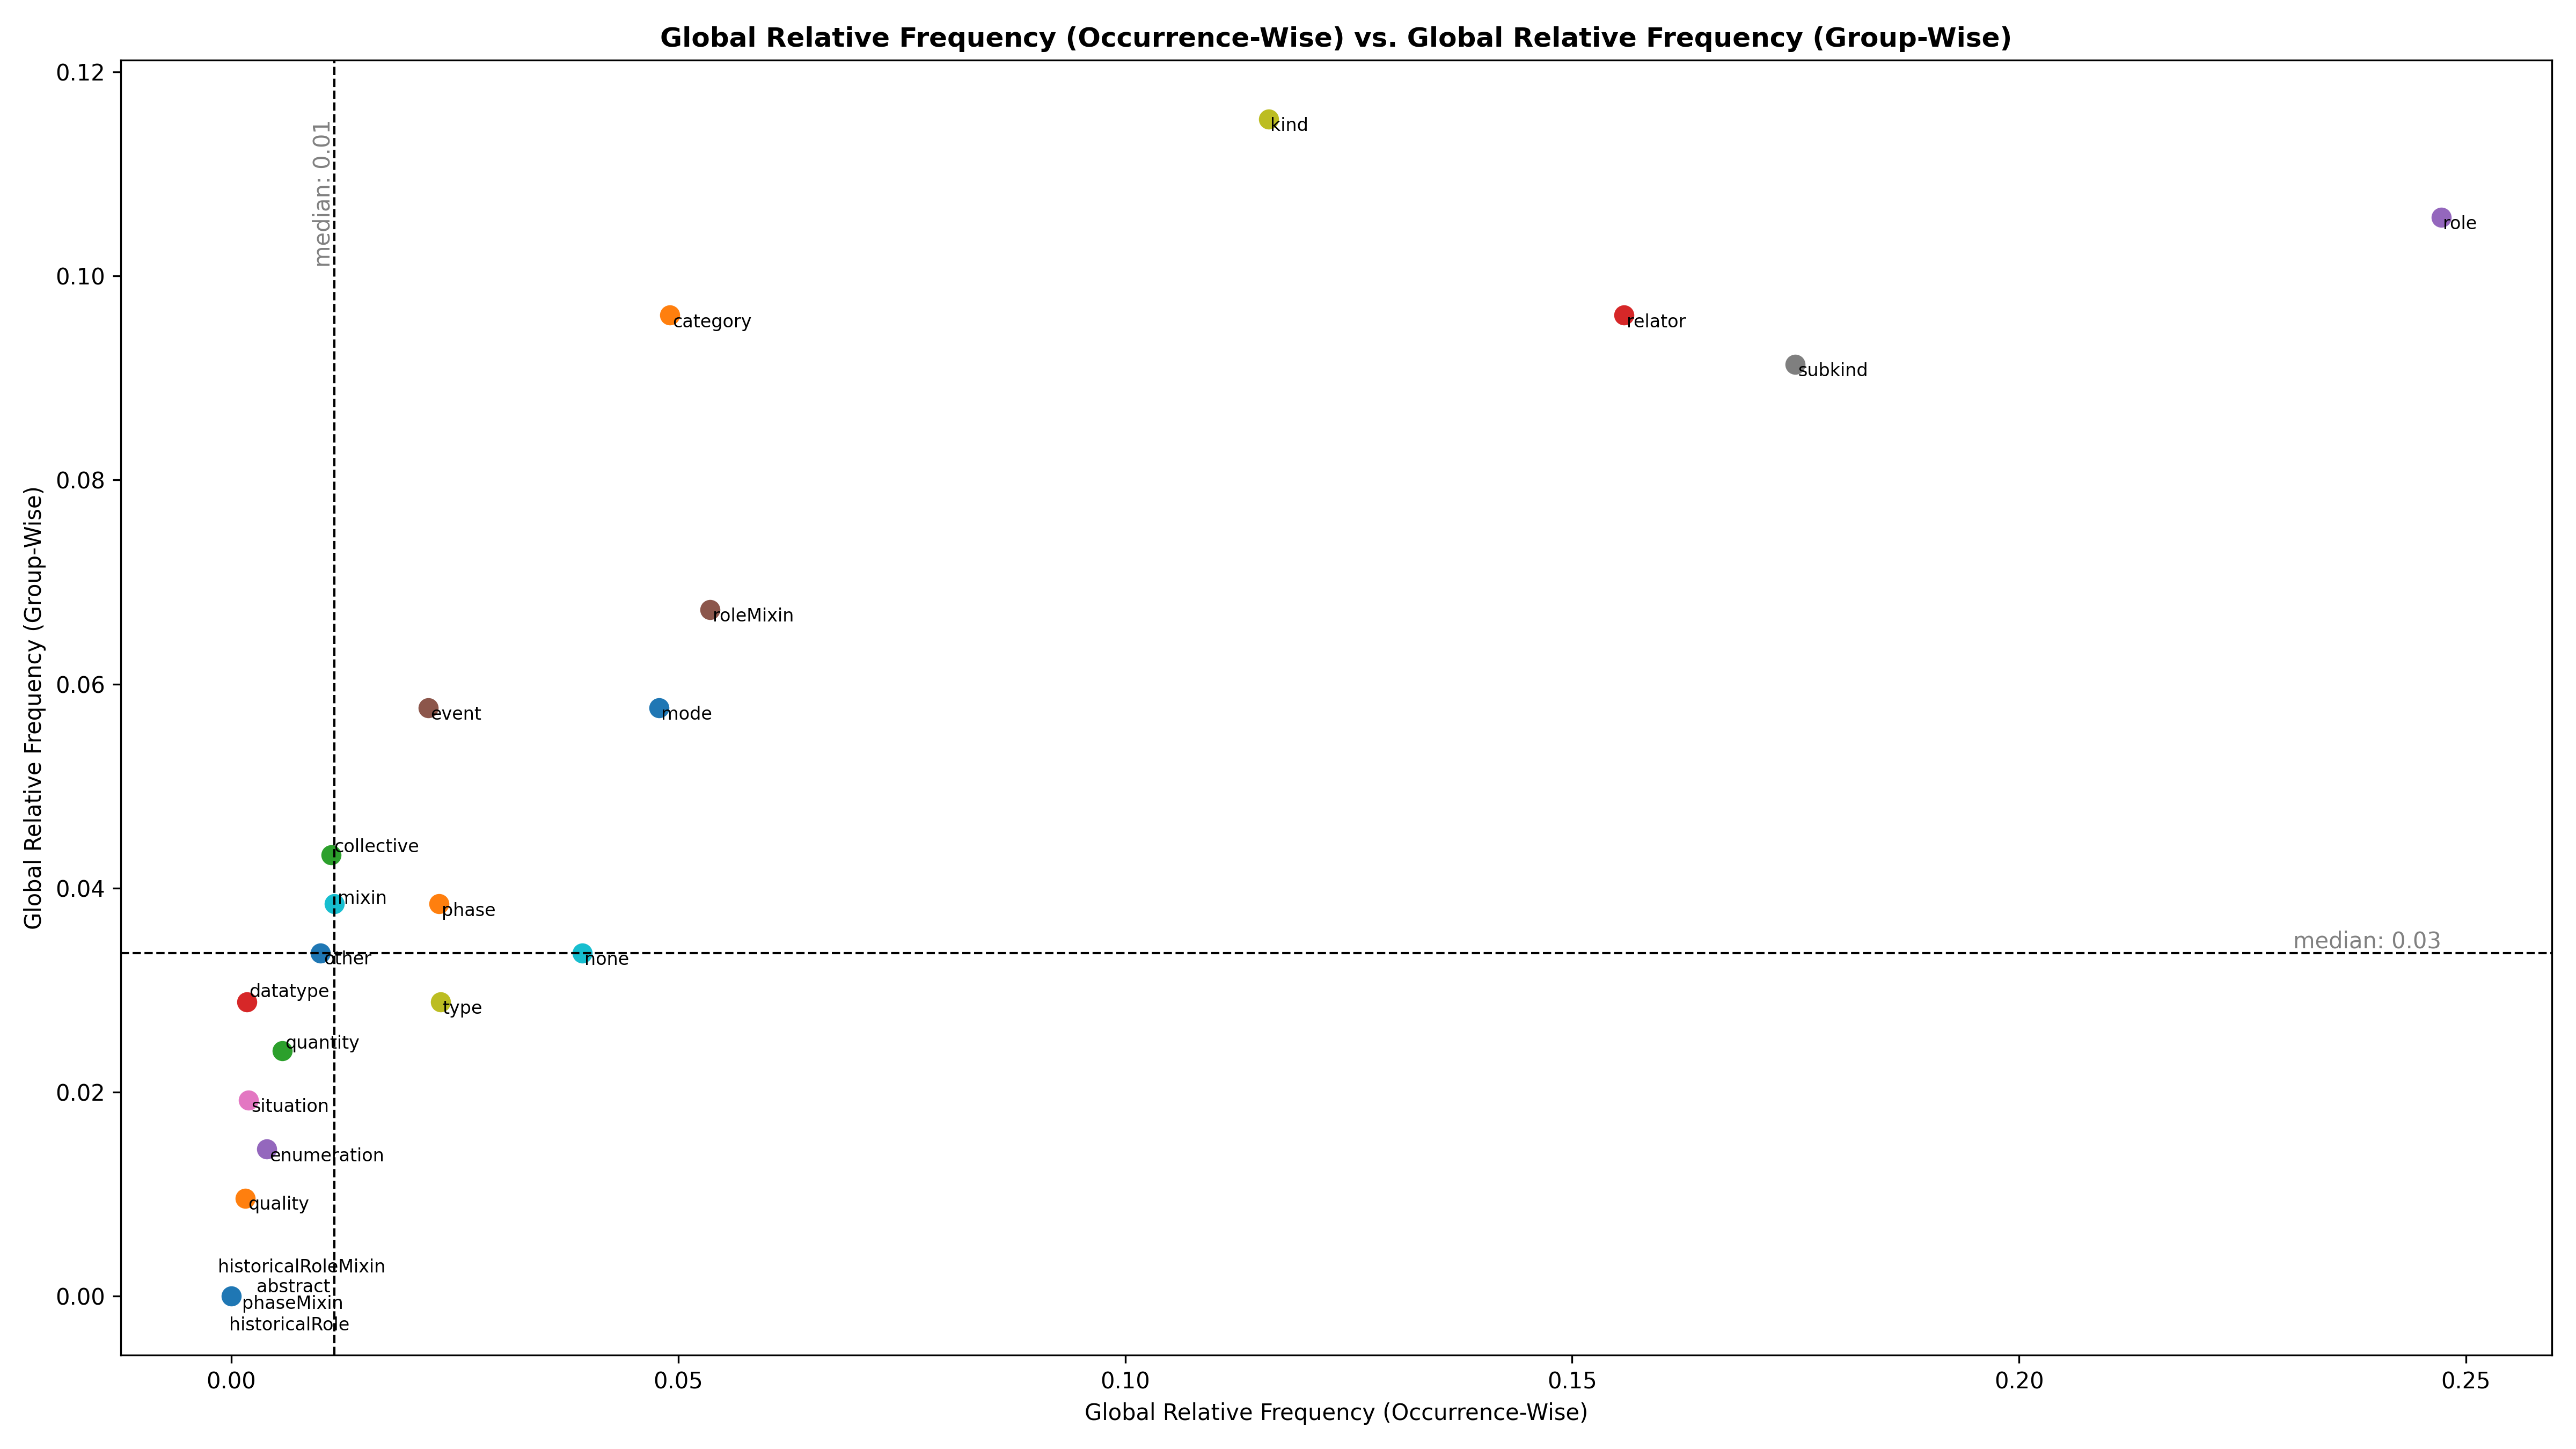 Global Relative Frequency (Occurrence-Wise) vs. Global Relative Frequency (Group-Wise)
0.12
median: 0.01
kind
role
0.10
category
relator
subkind
0.08
Global Relative Frequency (Group-Wise)
roleMixin
0.06
event
mode
collective
0.04
mixin
phase
median: 0.03
other
none
datatype
type
quantity
0.02
situation
enumeration
quality
historicalRoleMixin
abstract
0.00
phaseMixin
historicalRole
0.00
0.05
0.10
0.15
0.20
0.25
Global Relative Frequency (Occurrence-Wise)